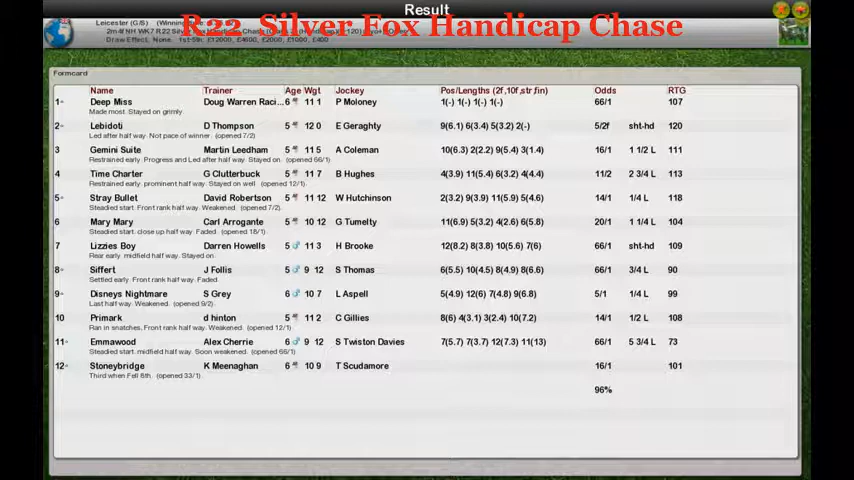 Result
R22. Silver Fox Handicap Chase
Leicester (G/S) (Winning
2m4f NH WK7 R22
Draw Effect, None. 1st-5th: £12000, £4600, £2000, £1000, £400
Formcard
Name Trainer Age Wgt Jockey Pos/Lengths (2f,10f,str,fin) Odds RTG
1 Deep Miss Doug Warren Raci... 6 11 1 P Moloney 1(-) 1(-) 1(-) 1(-) 66/1 107
Made most. Stayed on grimly.
2 Lebidoti D Thompson 5 12 0 E Geraghty 9(6.1) 6(3.4) 5(3.2) 2(-) 5/2f sht-hd 120
Led after half way. Not pace of winner. (opened 7/2)
3 Gemini Suite Martin Leedham 5 11 5 A Coleman 10(6.3) 2(2.2) 9(5.4) 3(1.4) 16/1 1 1/2 L 111
Restrained early. Progress and Led after half way. Stayed on. (opened 66/1)
4 Time Charter G Clutterbuck 5 11 7 B Hughes 4(3.9) 11(5.4) 6(3.2) 4(4.4) 11/2 2 3/4 L 113
Restrained early. prominent half way. Stayed on well (opened 12/1)
5 Stray Bullet David Robertson 5 11 12 W Hutchinson 2(3.2) 9(3.9) 11(5.9) 5(4.6) 14/1 1/4 L 118
Steadied start. Front rank half way. Weakened. (opened 7/2)
6 Mary Mary Carl Arrogante 5 10 12 G Tumelty 11(6.9) 5(3.2) 4(2.6) 6(5.8) 20/1 1 1/4 L 104
Steadied start. close up half way. Faded. (opened 18/1)
7 Lizzies Boy Darren Howells 5 11 3 H Brooke 12(8.2) 8(3.8) 10(5.6) 7(6) 66/1 sht-hd 109
Rear early. midfield half way. Stayed on.
8 Siffert J Follis 5 9 12 S Thomas 6(5.5) 10(4.5) 8(4.9) 8(6.6) 66/1 3/4 L 90
Settled early. Front rank half way. Faded.
9 Disneys Nightmare S Grey 6 10 7 L Aspell 5(4.9) 12(6) 7(4.8) 9(6.8) 5/1 1/4 L 99
Last half way. Weakened. (opened 9/2)
10 Primark d hinton 5 11 2 C Gillies 8(6) 4(3.1) 3(2.4) 10(7.2) 14/1 1/2 L 108
Ran in snatches. Front rank half way. Weakened. (opened 12/1)
11 Emmawood Alex Cherrie 6 9 12 S Twiston Davies 7(5.7) 7(3.7) 12(7.3) 11(13) 66/1 5 3/4 L 73
Steadied start. midfield half way. Soon weakened. (opened 66/1)
12 Stoneybridge K Meenaghan 6 10 9 T Scudamore 16/1 101
Third when Fell 8th. (opened 33/1)
96%